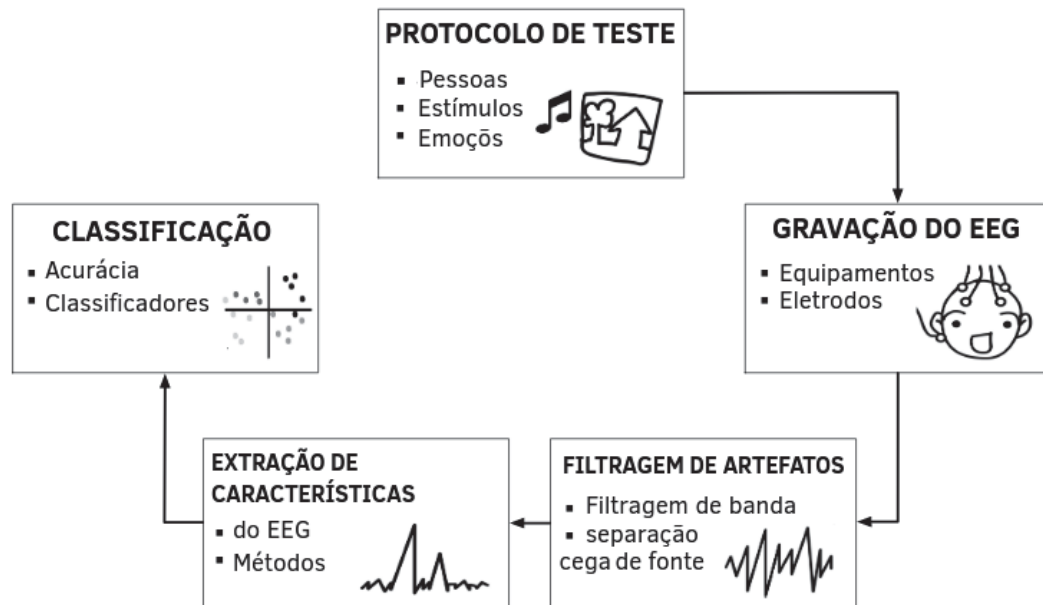 PROTOCOLO DE TESTE
▪ Pessoas
▪ Estímulos
▪ Emoçõs
GRAVAÇÃO DO EEG
▪ Equipamentos
▪ Eletrodos
FILTRAGEM DE ARTEFATOS
▪ Filtragem de banda
▪ separação
cega de fonte
EXTRAÇÃO DE
CARACTERÍSTICAS
▪ do EEG
▪ Métodos
CLASSIFICAÇÃO
▪ Acurácia
▪ Classificadores